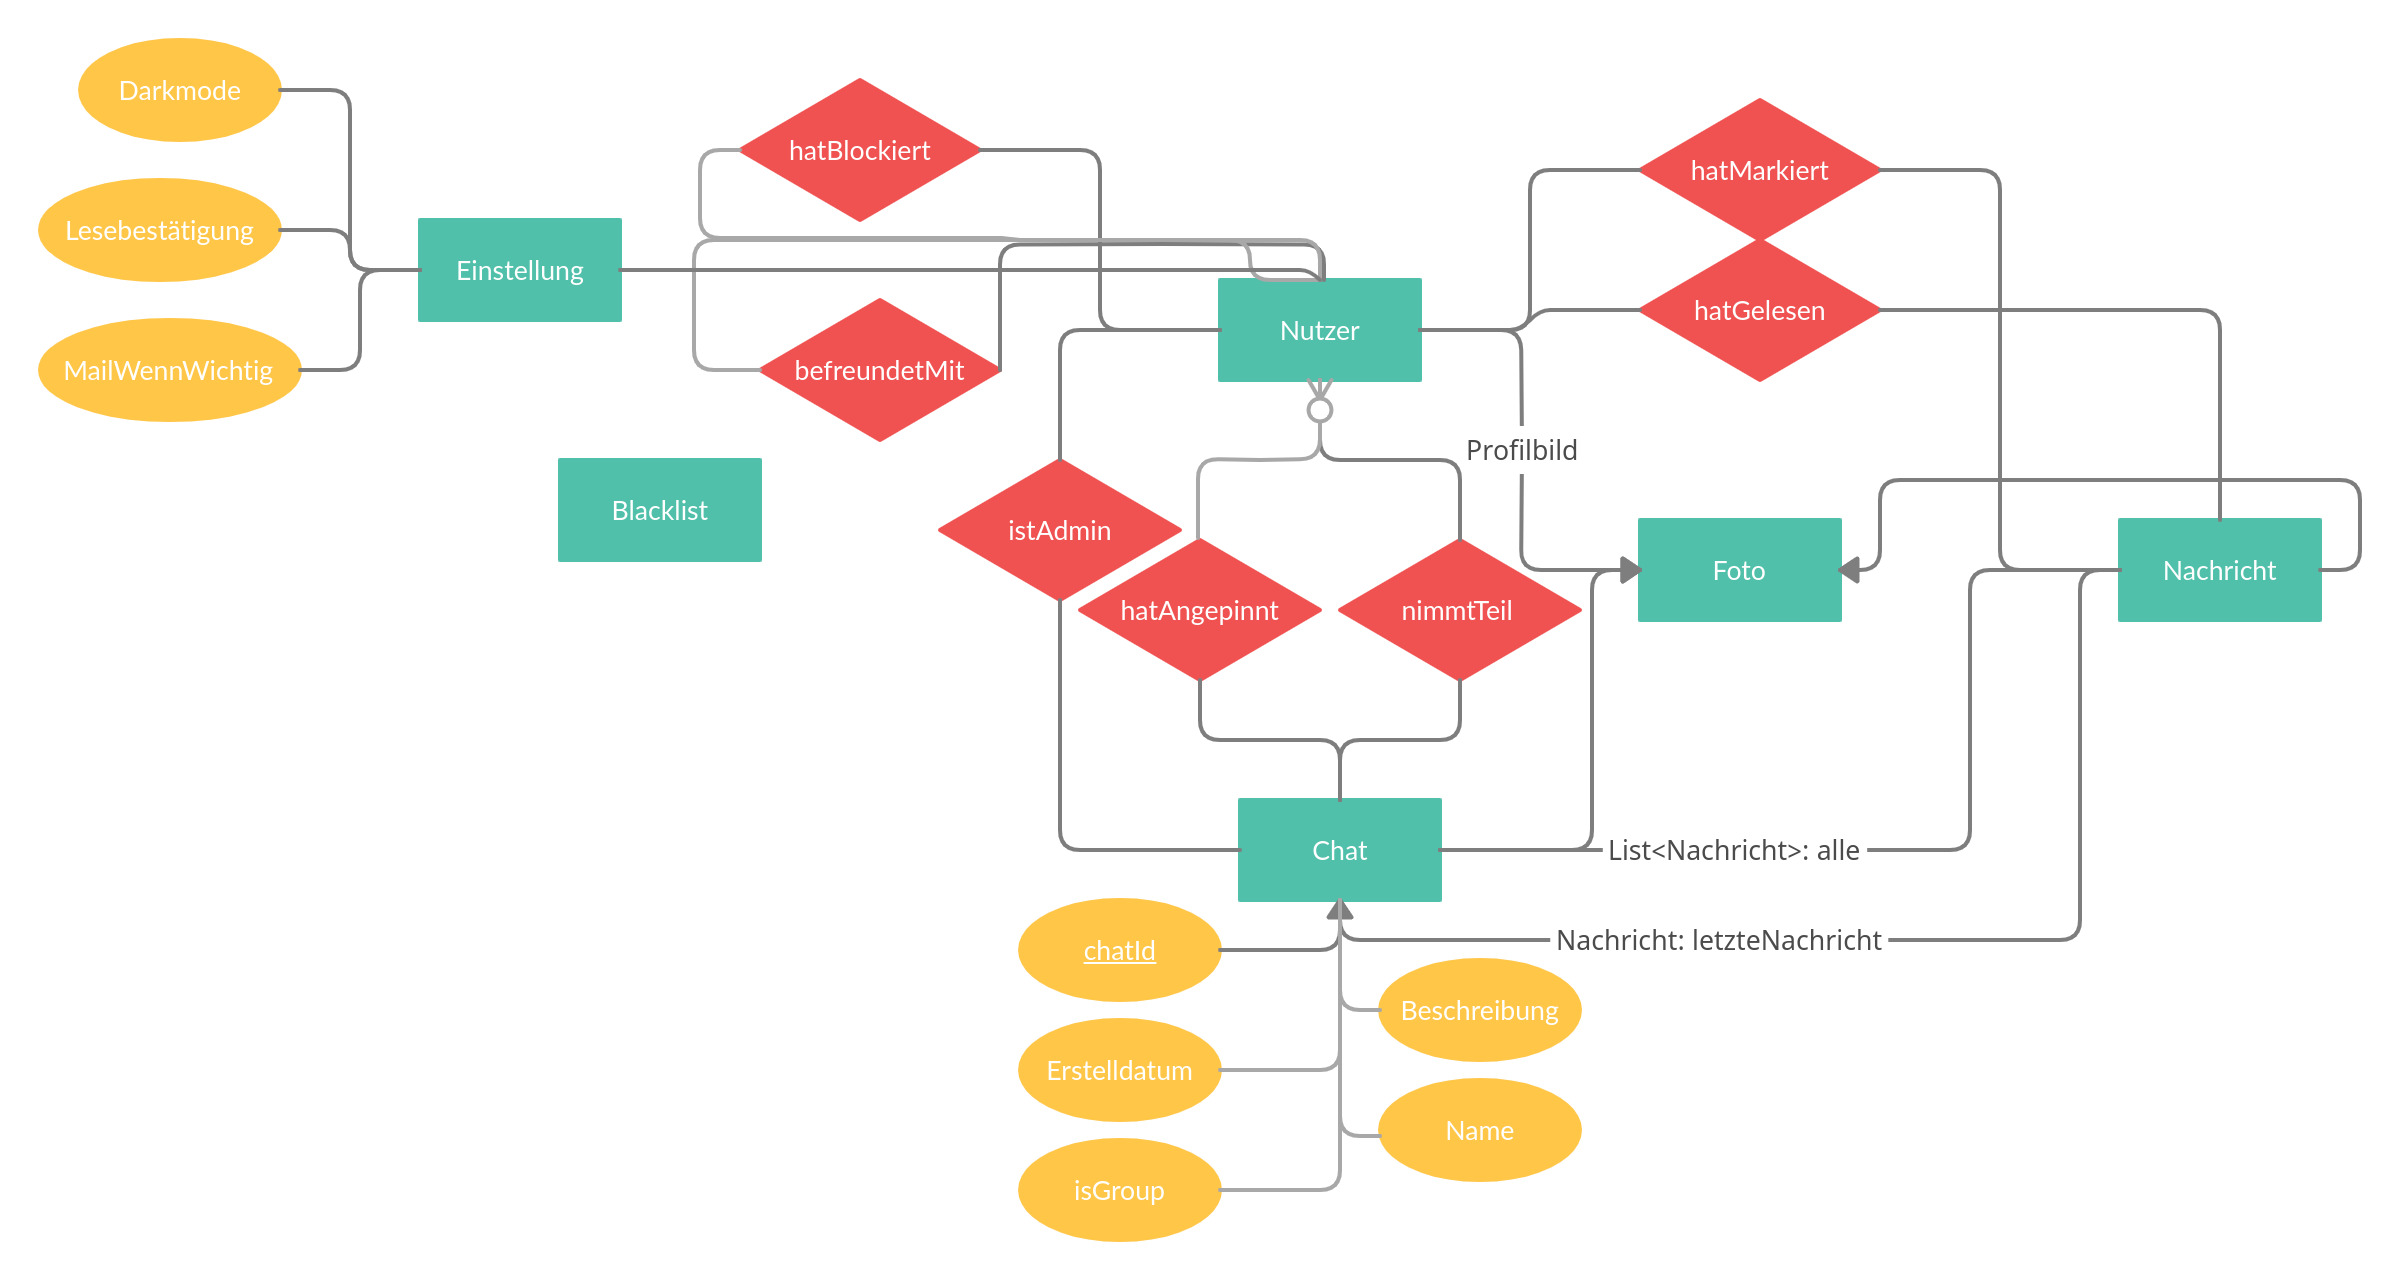 Darkmode
hatBlockiert
hatMarkiert
Lesebestätigung
Einstellung
Nutzer
hatGelesen
MailWennWichtig
befreundetMit
Profilbild
Blacklist
istAdmin
Foto
Nachricht
hatAngepinnt
nimmtTeil
Chat
List<Nachricht>: alle
chatId
Nachricht: letzteNachricht
Beschreibung
Erstelldatum
Name
isGroup